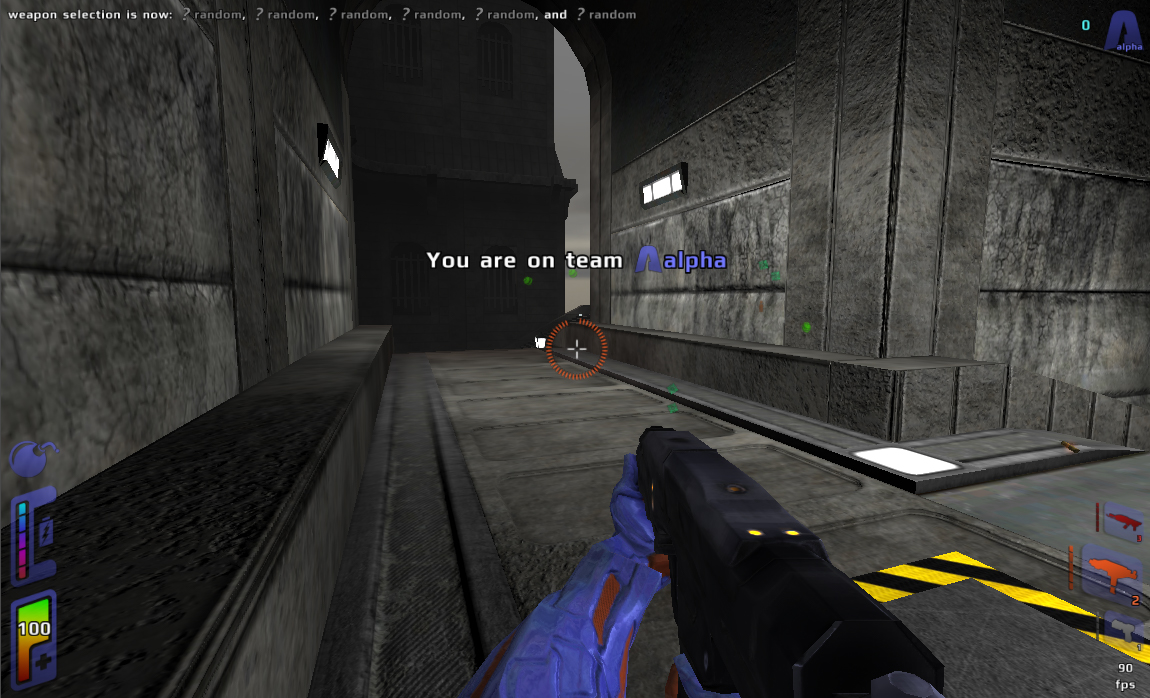 weapon selection is now: ? random, ? random, ? random, ? random, ? random, and ? random
0
alpha
You are on team alpha
100
8
2
1
90
fps